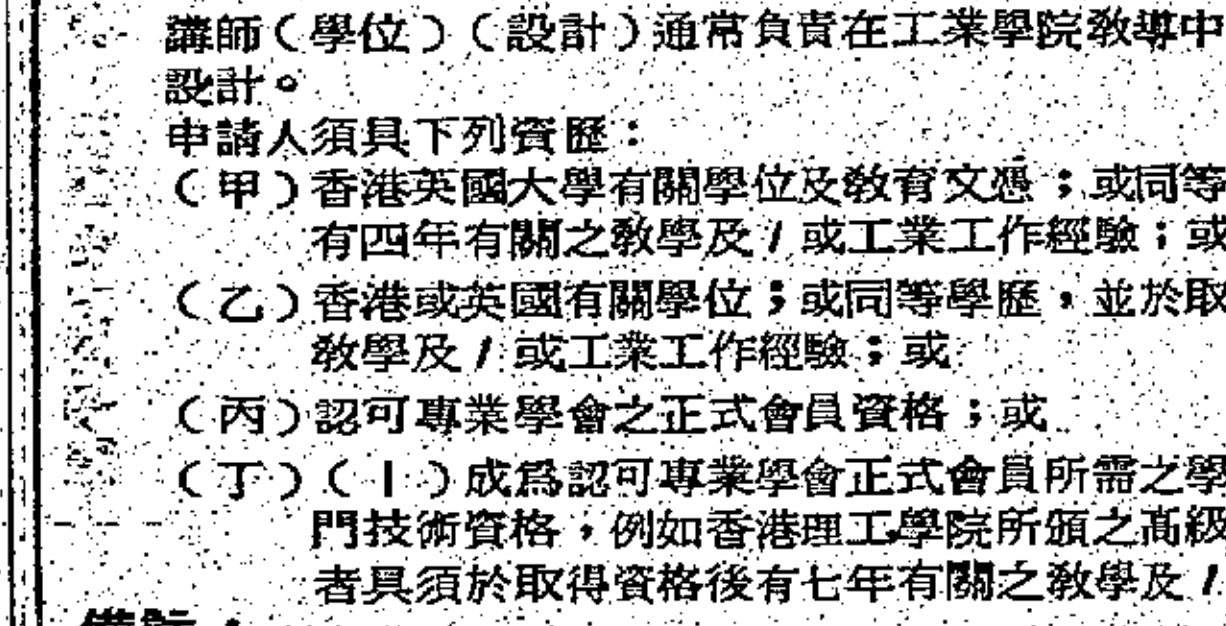 講師(學位)(設計)通常負責在工業學院教導中
設計。
申請人須具下列資歷:
(甲)香港英國大學有關學位及教育文憑;或同等
有四年有關之教學及/或工業工作經驗;或
(乙)香港或英國有關學位;或同等學歷,並於取
教學及/或工業工作經驗;或
(丙)認可專業學會之正式會員資格;或
(丁)(I)成爲認可專業學會正式會員所需之學
門技術資格,例如香港理工學院所頒之高級
者具須於取得資格後有七年有關之教學及/